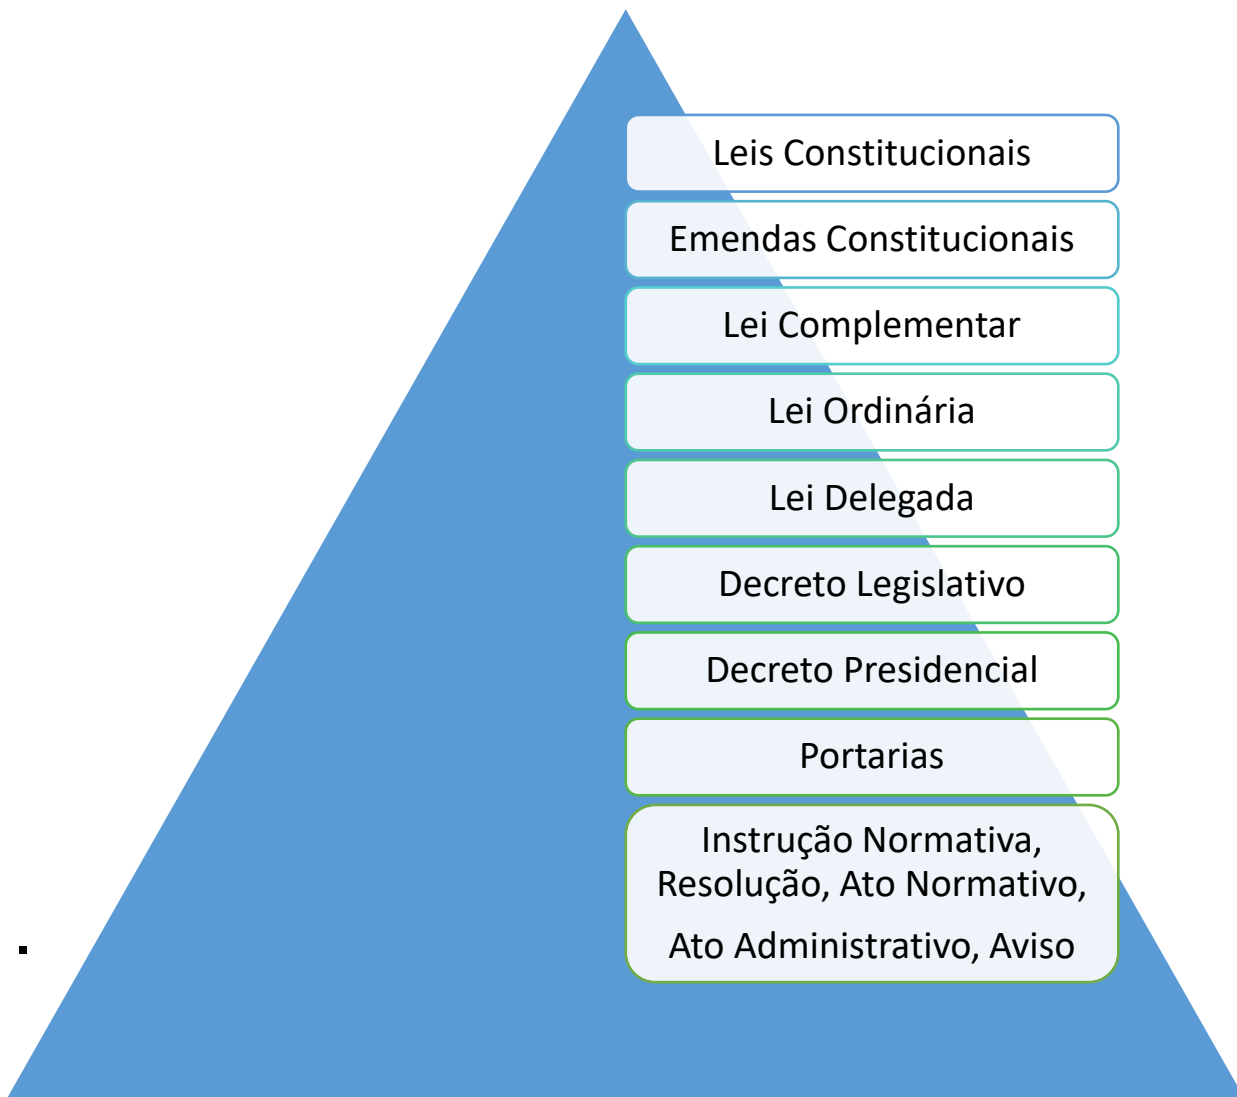 Leis Constitucionais
Emendas Constitucionais
Lei Complementar
Lei Ordinária
Lei Delegada
Decreto Legislativo
Decreto Presidencial
Portarias
Instrução Normativa,
Resolução, Ato Normativo,
Ato Administrativo, Aviso